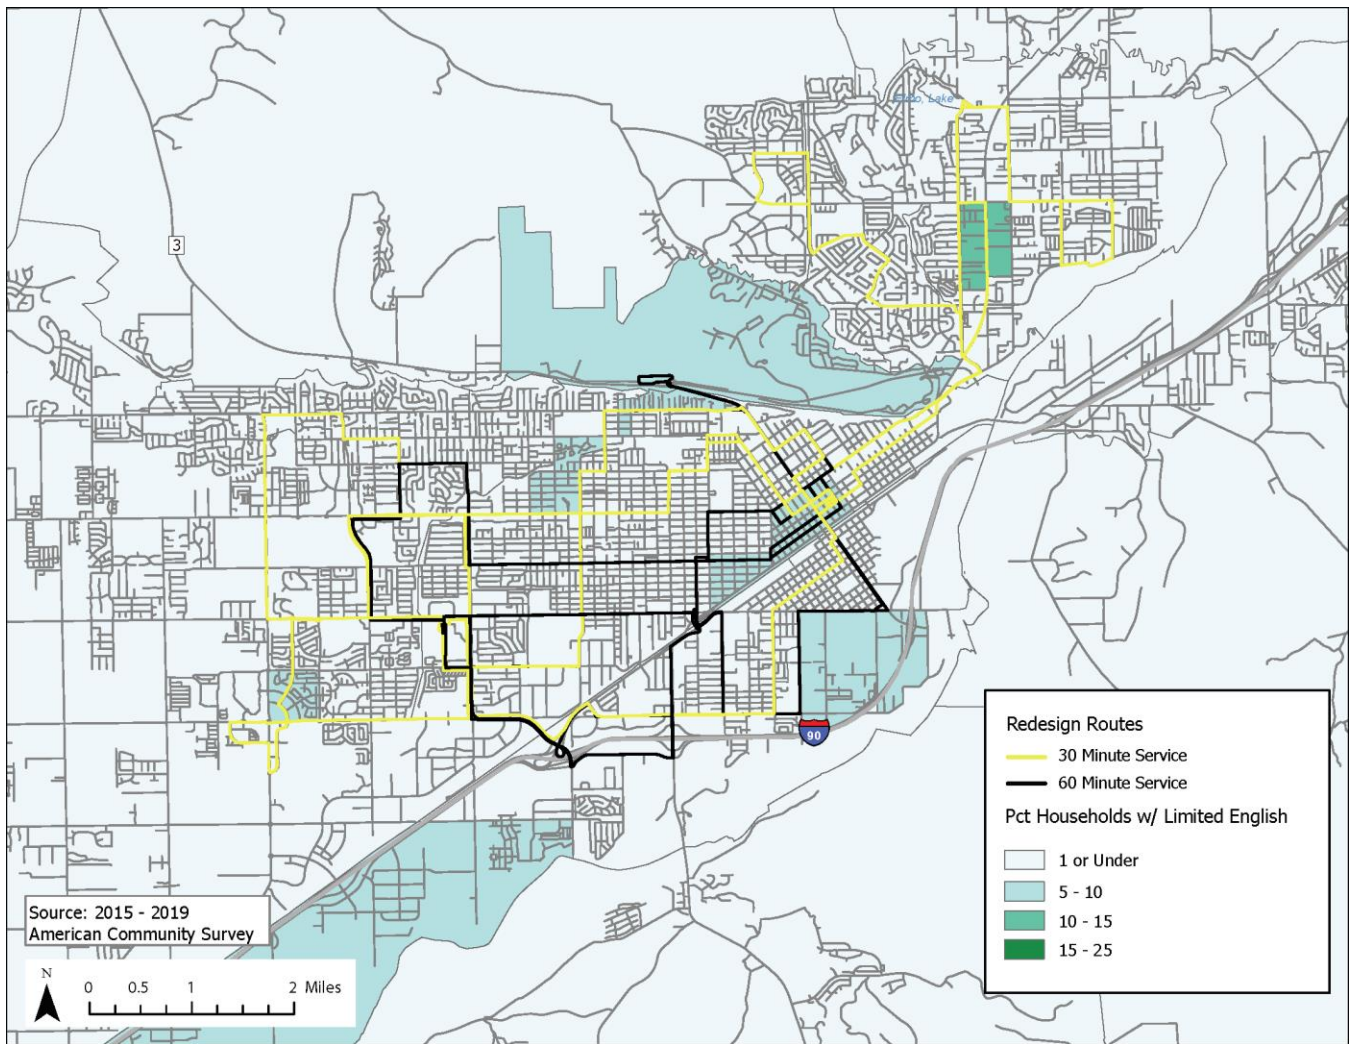 3
90
Redesign Routes
30 Minute Service
60 Minute Service
Pct Households w/ Limited English
1 or Under
5 - 10
10 - 15
15 - 25
Source: 2015 - 2019
American Community Survey
N
0 0.5 1 2 Miles